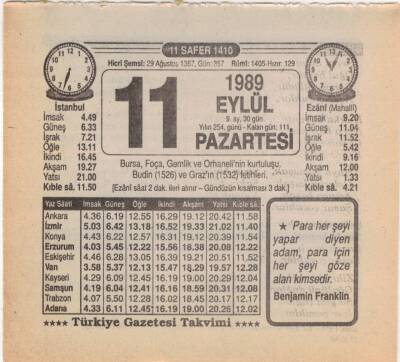 11 SAFER 1410
Hicrî Şemsî: 29 Ağustos 1367, Gün: 357 Rûmî: 1405-Hızır: 129
İstanbul
İmsak 4.49
Güneş 6.33
İşrak 7.21
Öğle 13.11
İkindi 16.45
Akşam 19.27
Yatsı 21.00
Kıble sâ. 11.50
11
1989
EYLÜL
9. ay, 30 gün
Yılın 254. günü - Kalan gün: 111
PAZARTESİ
Ezânî (Mahallî)
İmsak 9.20
Güneş 11.04
İşrak 11.52
Öğle 5.42
İkindi 9.16
Akşam 12.00
Yatsı 1.33
Kıble sâ. 4.21
Bursa, Foça, Gemlik ve Orhaneli'nin kurtuluşu.
Budin (1526) ve Graz'ın (1532) fetihleri.
[Ezânî sâat 2 dak. ileri alınır – Gündüzün kısalması 3 dak.]
Yaz Sâati İmsak Güneş Öğle İkindi Akşam Yatsı Kıble sâ.
Ankara 4.36 6.19 12.55 16.29 19.12 20.42 11.58
İzmir 5.03 6.42 13.18 16.52 19.33 21.02 11.40
Konya 4.43 6.22 12.57 16.31 19.12 20.39 11.54
Erzurum 4.03 5.45 12.22 15.56 18.38 20.08 12.22
Eskişehir 4.46 6.28 13.05 16.39 19.21 20.51 11.52
Van 3.58 5.37 12.13 15.47 18.29 19.57 12.28
Kayseri 4.29 6.09 12.45 16.19 19.00 20.29 12.04
Samsun 4.19 6.04 12.41 16.16 18.59 20.31 12.08
Trabzon 4.07 5.50 12.28 16.02 18.45 20.17 12.17
Adana 4.33 6.11 12.45 16.19 19.00 20.26 12.02
★ Para her şeyi
yapar diyen
adam, para için
her şeyi göze
alan kimsedir.
Benjamin Franklin
★★★★ Türkiye Gazetesi Takvimi ★★★★